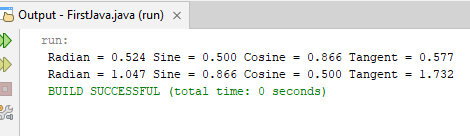 Output - FirstJava.java (run) ×
run:
Radian = 0.524 Sine = 0.500 Cosine = 0.866 Tangent = 0.577
Radian = 1.047 Sine = 0.866 Cosine = 0.500 Tangent = 1.732
BUILD SUCCESSFUL (total time: 0 seconds)